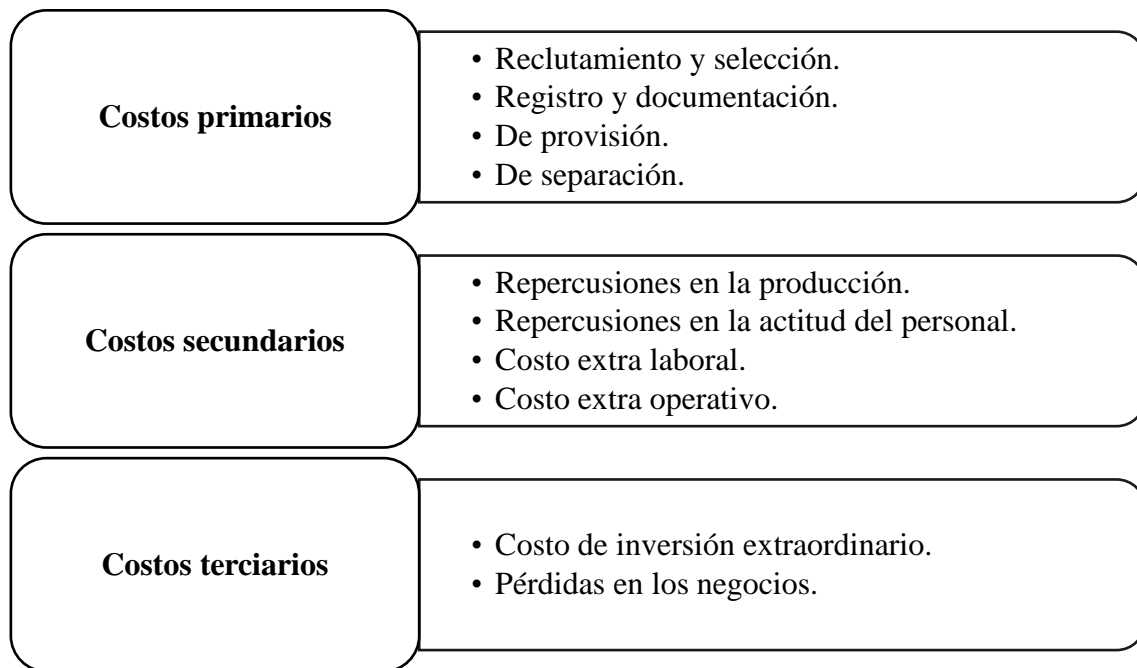 Costos primarios
• Reclutamiento y selección.
• Registro y documentación.
• De provisión.
• De separación.
Costos secundarios
• Repercusiones en la producción.
• Repercusiones en la actitud del personal.
• Costo extra laboral.
• Costo extra operativo.
Costos terciarios
• Costo de inversión extraordinario.
• Pérdidas en los negocios.